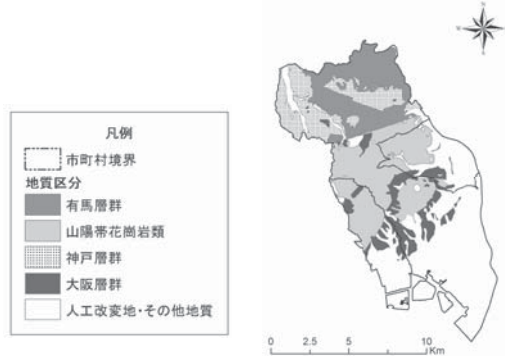 凡例
市町村境界
地質区分
有馬層群
山陽帯花崗岩類
神戸層群
大阪層群
人工改変地・その他地質
0 2.5 5 10
Km